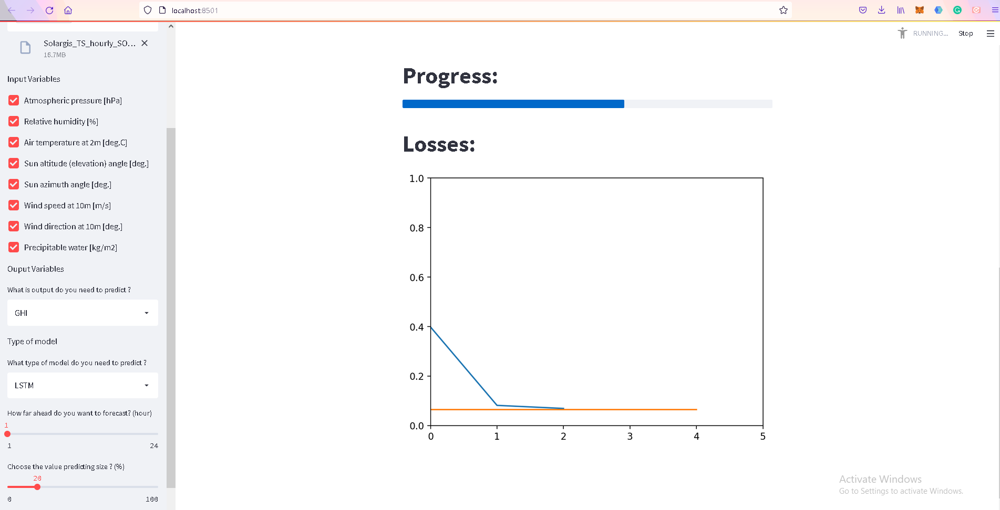 localhost:8501
RUNNING...
Stop
Solargis_TS_hourly_SO...
16.7MB
Input Variables
Atmospheric pressure [hPa]
Relative humidity [%]
Air temperature at 2m [deg.C]
Sun altitude (elevation) angle [deg.]
Sun azimuth angle [deg.]
Wind speed at 10m [m/s]
Wind direction at 10m [deg.]
Precipitable water [kg/m2]
Ouput Variables
What is output do you need to predict ?
GHI
Type of model
What type of model do you need to predict ?
LSTM
How far ahead do you want to forecast? (hour)
1
1 24
Choose the value predicting size ? (%)
20
0 100
Progress:
Losses:
1.0
0.8
0.6
0.4
0.2
0.0
0 1 2 3 4 5
Activate Windows
Go to Settings to activate Windows.